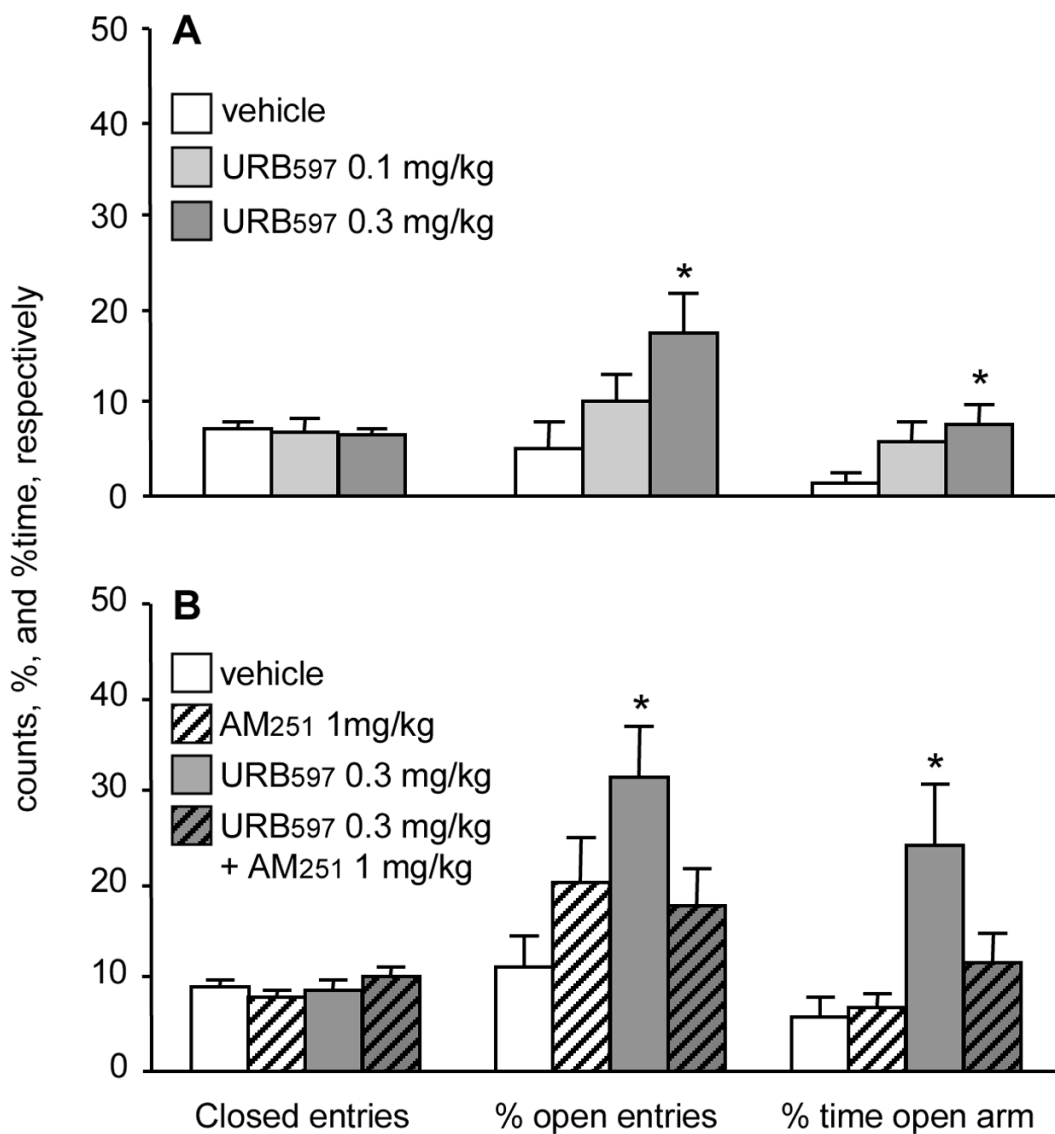 counts, %, and %time, respectively
A
50
40
30
20
10
0
vehicle
URB597 0.1 mg/kg
URB597 0.3 mg/kg
*
*
B
50
40
30
20
10
0
vehicle
AM251 1mg/kg
URB597 0.3 mg/kg
URB597 0.3 mg/kg
+ AM251 1 mg/kg
*
*
Closed entries
% open entries
% time open arm